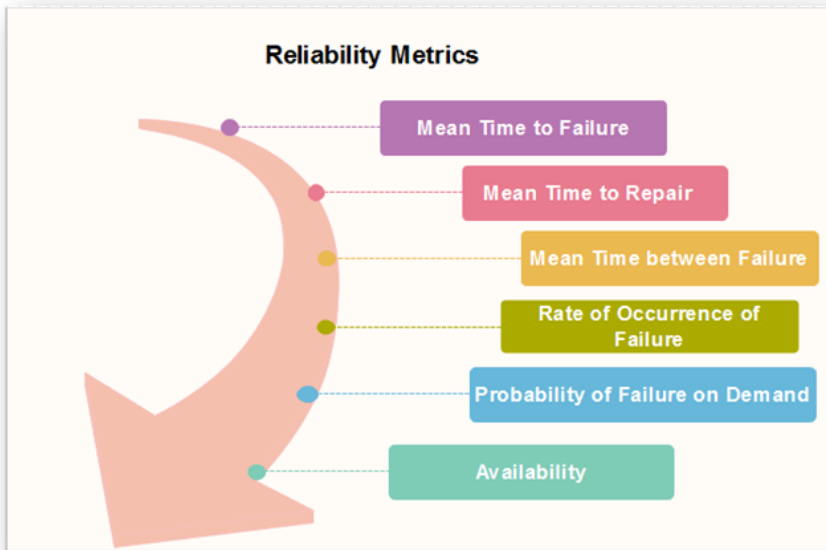 Reliability Metrics
Mean Time to Failure
Mean Time to Repair
Mean Time between Failure
Rate of Occurrence of
Failure
Probability of Failure on Demand
Availability